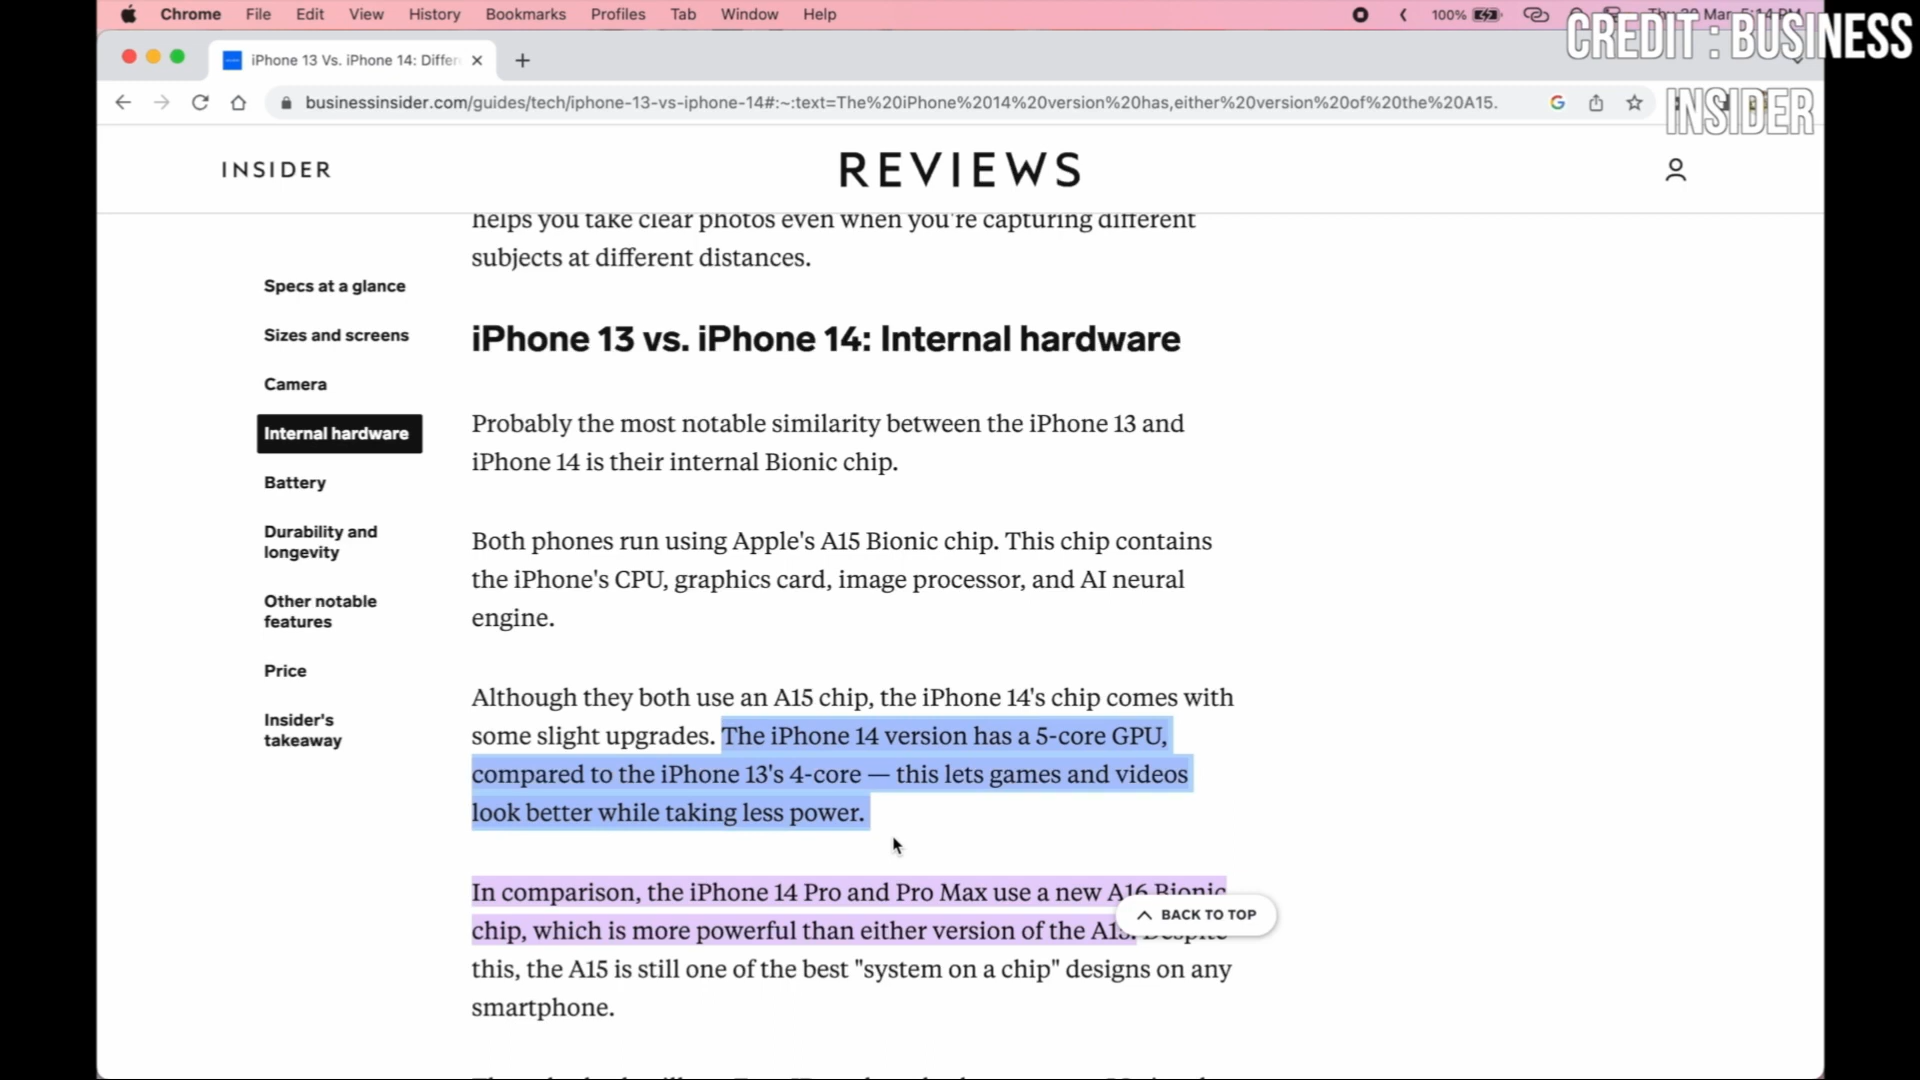 Chrome File Edit View History Bookmarks Profiles Tab Window Help 100%
CREDIT : BUSINESS
INSIDER
iPhone 13 Vs. iPhone 14: Differ
businessinsider.com/guides/tech/iphone-13-vs-iphone-14#:~:text=The%20iPhone%2014%20version%20has,either%20version%20of%20the%20A15.
INSIDER
REVIEWS
helps you take clear photos even when you're capturing different
subjects at different distances.
Specs at a glance
Sizes and screens
Camera
Internal hardware
Battery
Durability and
longevity
Other notable
features
Price
Insider's
takeaway
iPhone 13 vs. iPhone 14: Internal hardware
Probably the most notable similarity between the iPhone 13 and
iPhone 14 is their internal Bionic chip.
Both phones run using Apple's A15 Bionic chip. This chip contains
the iPhone's CPU, graphics card, image processor, and AI neural
engine.
Although they both use an A15 chip, the iPhone 14's chip comes with
some slight upgrades. The iPhone 14 version has a 5-core GPU,
compared to the iPhone 13's 4-core — this lets games and videos
look better while taking less power.
In comparison, the iPhone 14 Pro and Pro Max use a new A16 Bionic
chip, which is more powerful than either version of the A15. Despite
this, the A15 is still one of the best "system on a chip" designs on any
smartphone.
BACK TO TOP